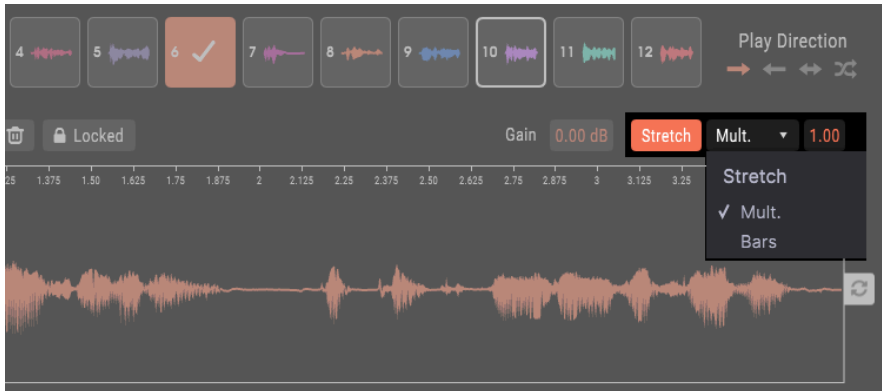 4 5 6 7 8 9 10 11 12 Play Direction
Locked Gain 0.00 dB Stretch Mult. 1.00
25 1.375 1.50 1.625 1.75 1.875 2 2.125 2.25 2.375 2.50 2.625 2.75 2.875 3 3.125 3.25
Stretch
✓ Mult.
Bars